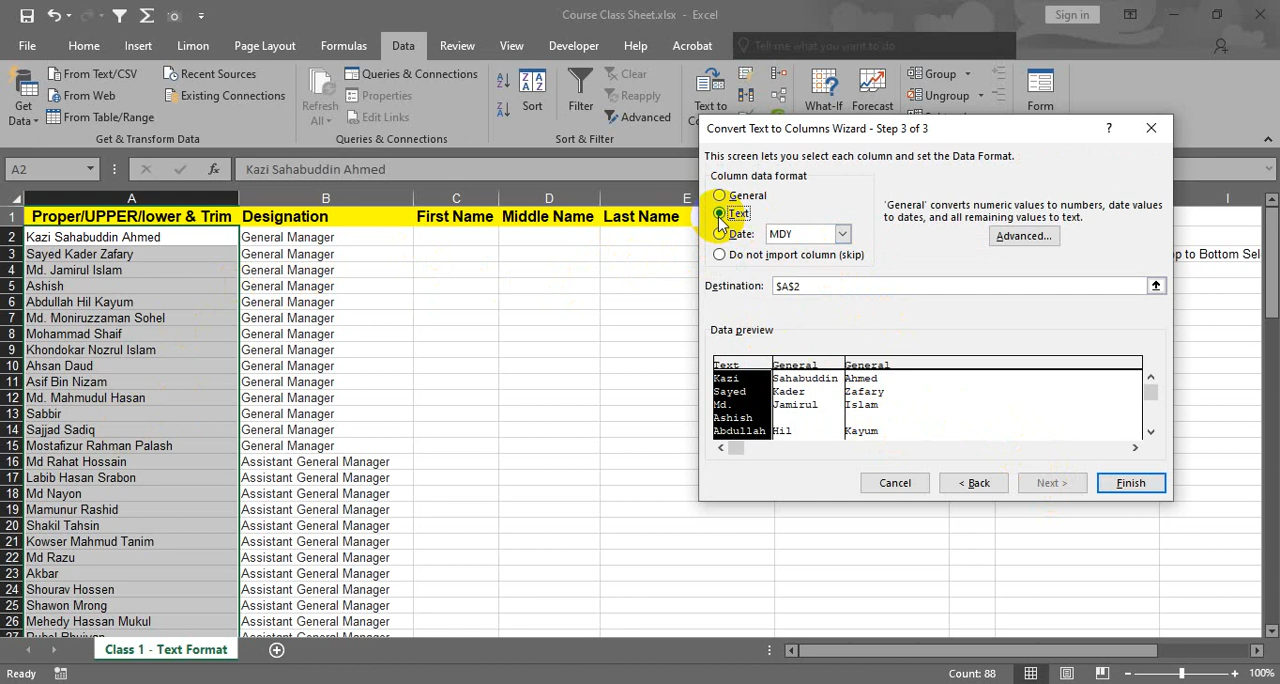 Course Class Sheet.xlsx - Excel
Sign in
File Home Insert Limon Page Layout Formulas Data Review View Developer Help Acrobat Tell me what you want to do
Get Data
From Text/CSV
From Web
From Table/Range
Recent Sources
Existing Connections
Get & Transform Data
Refresh All
Queries & Connections
Properties
Edit Links
Queries & Connections
Sort
Filter
Clear
Reapply
Advanced
Sort & Filter
Text to
What-If
Forecast
Group
Ungroup
Form
A2 fx Kazi Sahabuddin Ahmed
A B C D E I
1 Proper/UPPER/lower & Trim Designation First Name Middle Name Last Name
2 Kazi Sahabuddin Ahmed General Manager
3 Sayed Kader Zafary General Manager
4 Md. Jamirul Islam General Manager
5 Ashish General Manager
6 Abdullah Hil Kayum General Manager
7 Md. Moniruzzaman Sohel General Manager
8 Mohammad Shaif General Manager
9 Khondokar Nozrul Islam General Manager
10 Ahsan Daud General Manager
11 Asif Bin Nizam General Manager
12 Md. Mahmudul Hasan General Manager
13 Sabbir General Manager
14 Sajjad Sadiq General Manager
15 Mostafizur Rahman Palash General Manager
16 Md Rahat Hossain Assistant General Manager
17 Labib Hasan Srabon Assistant General Manager
18 Md Nayon Assistant General Manager
19 Mamunur Rashid Assistant General Manager
20 Shakil Tahsin Assistant General Manager
21 Kowser Mahmud Tanim Assistant General Manager
22 Md Razu Assistant General Manager
23 Akbar Assistant General Manager
24 Shourav Hossen Assistant General Manager
25 Shawon Mrong Assistant General Manager
26 Mehedy Hassan Mukul Assistant General Manager
27 Assistant General Manager
p to Bottom Sel
Convert Text to Columns Wizard - Step 3 of 3 ?
This screen lets you select each column and set the Data Format.
Column data format
General
Text
Date: MDY
Do not import column (skip)
'General' converts numeric values to numbers, date values
to dates, and all remaining values to text.
Advanced...
Destination: $A$2
Data preview
Text General General
Kazi Sahabuddin Ahmed
Sayed Kader Zafary
Md. Jamirul Islam
Ashish
Abdullah Hil Kayum
Cancel < Back Next > Finish
Class 1 - Text Format
Ready Count: 88 100%